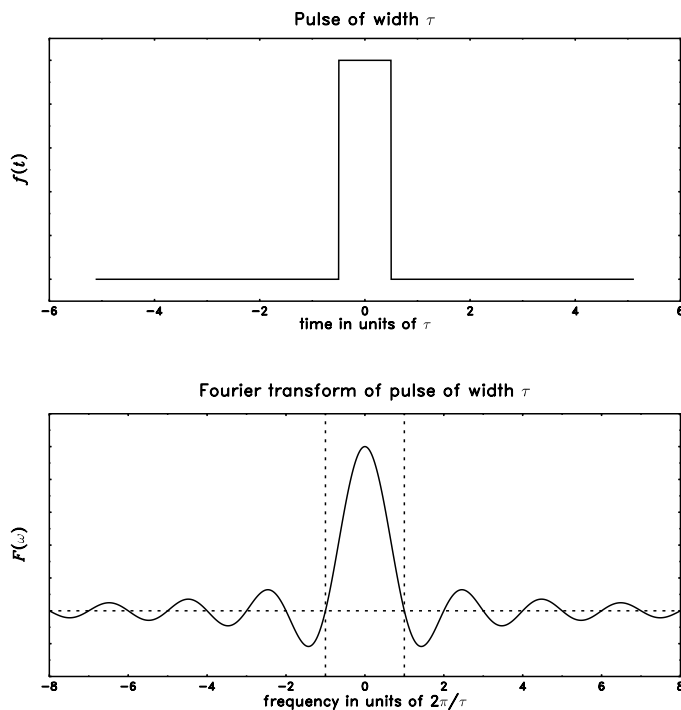 Pulse of width τ
f(t)
−6 −4 −2 0 2 4 6
time in units of τ
Fourier transform of pulse of width τ
F(ω)
−8 −6 −4 −2 0 2 4 6 8
frequency in units of 2π/τ